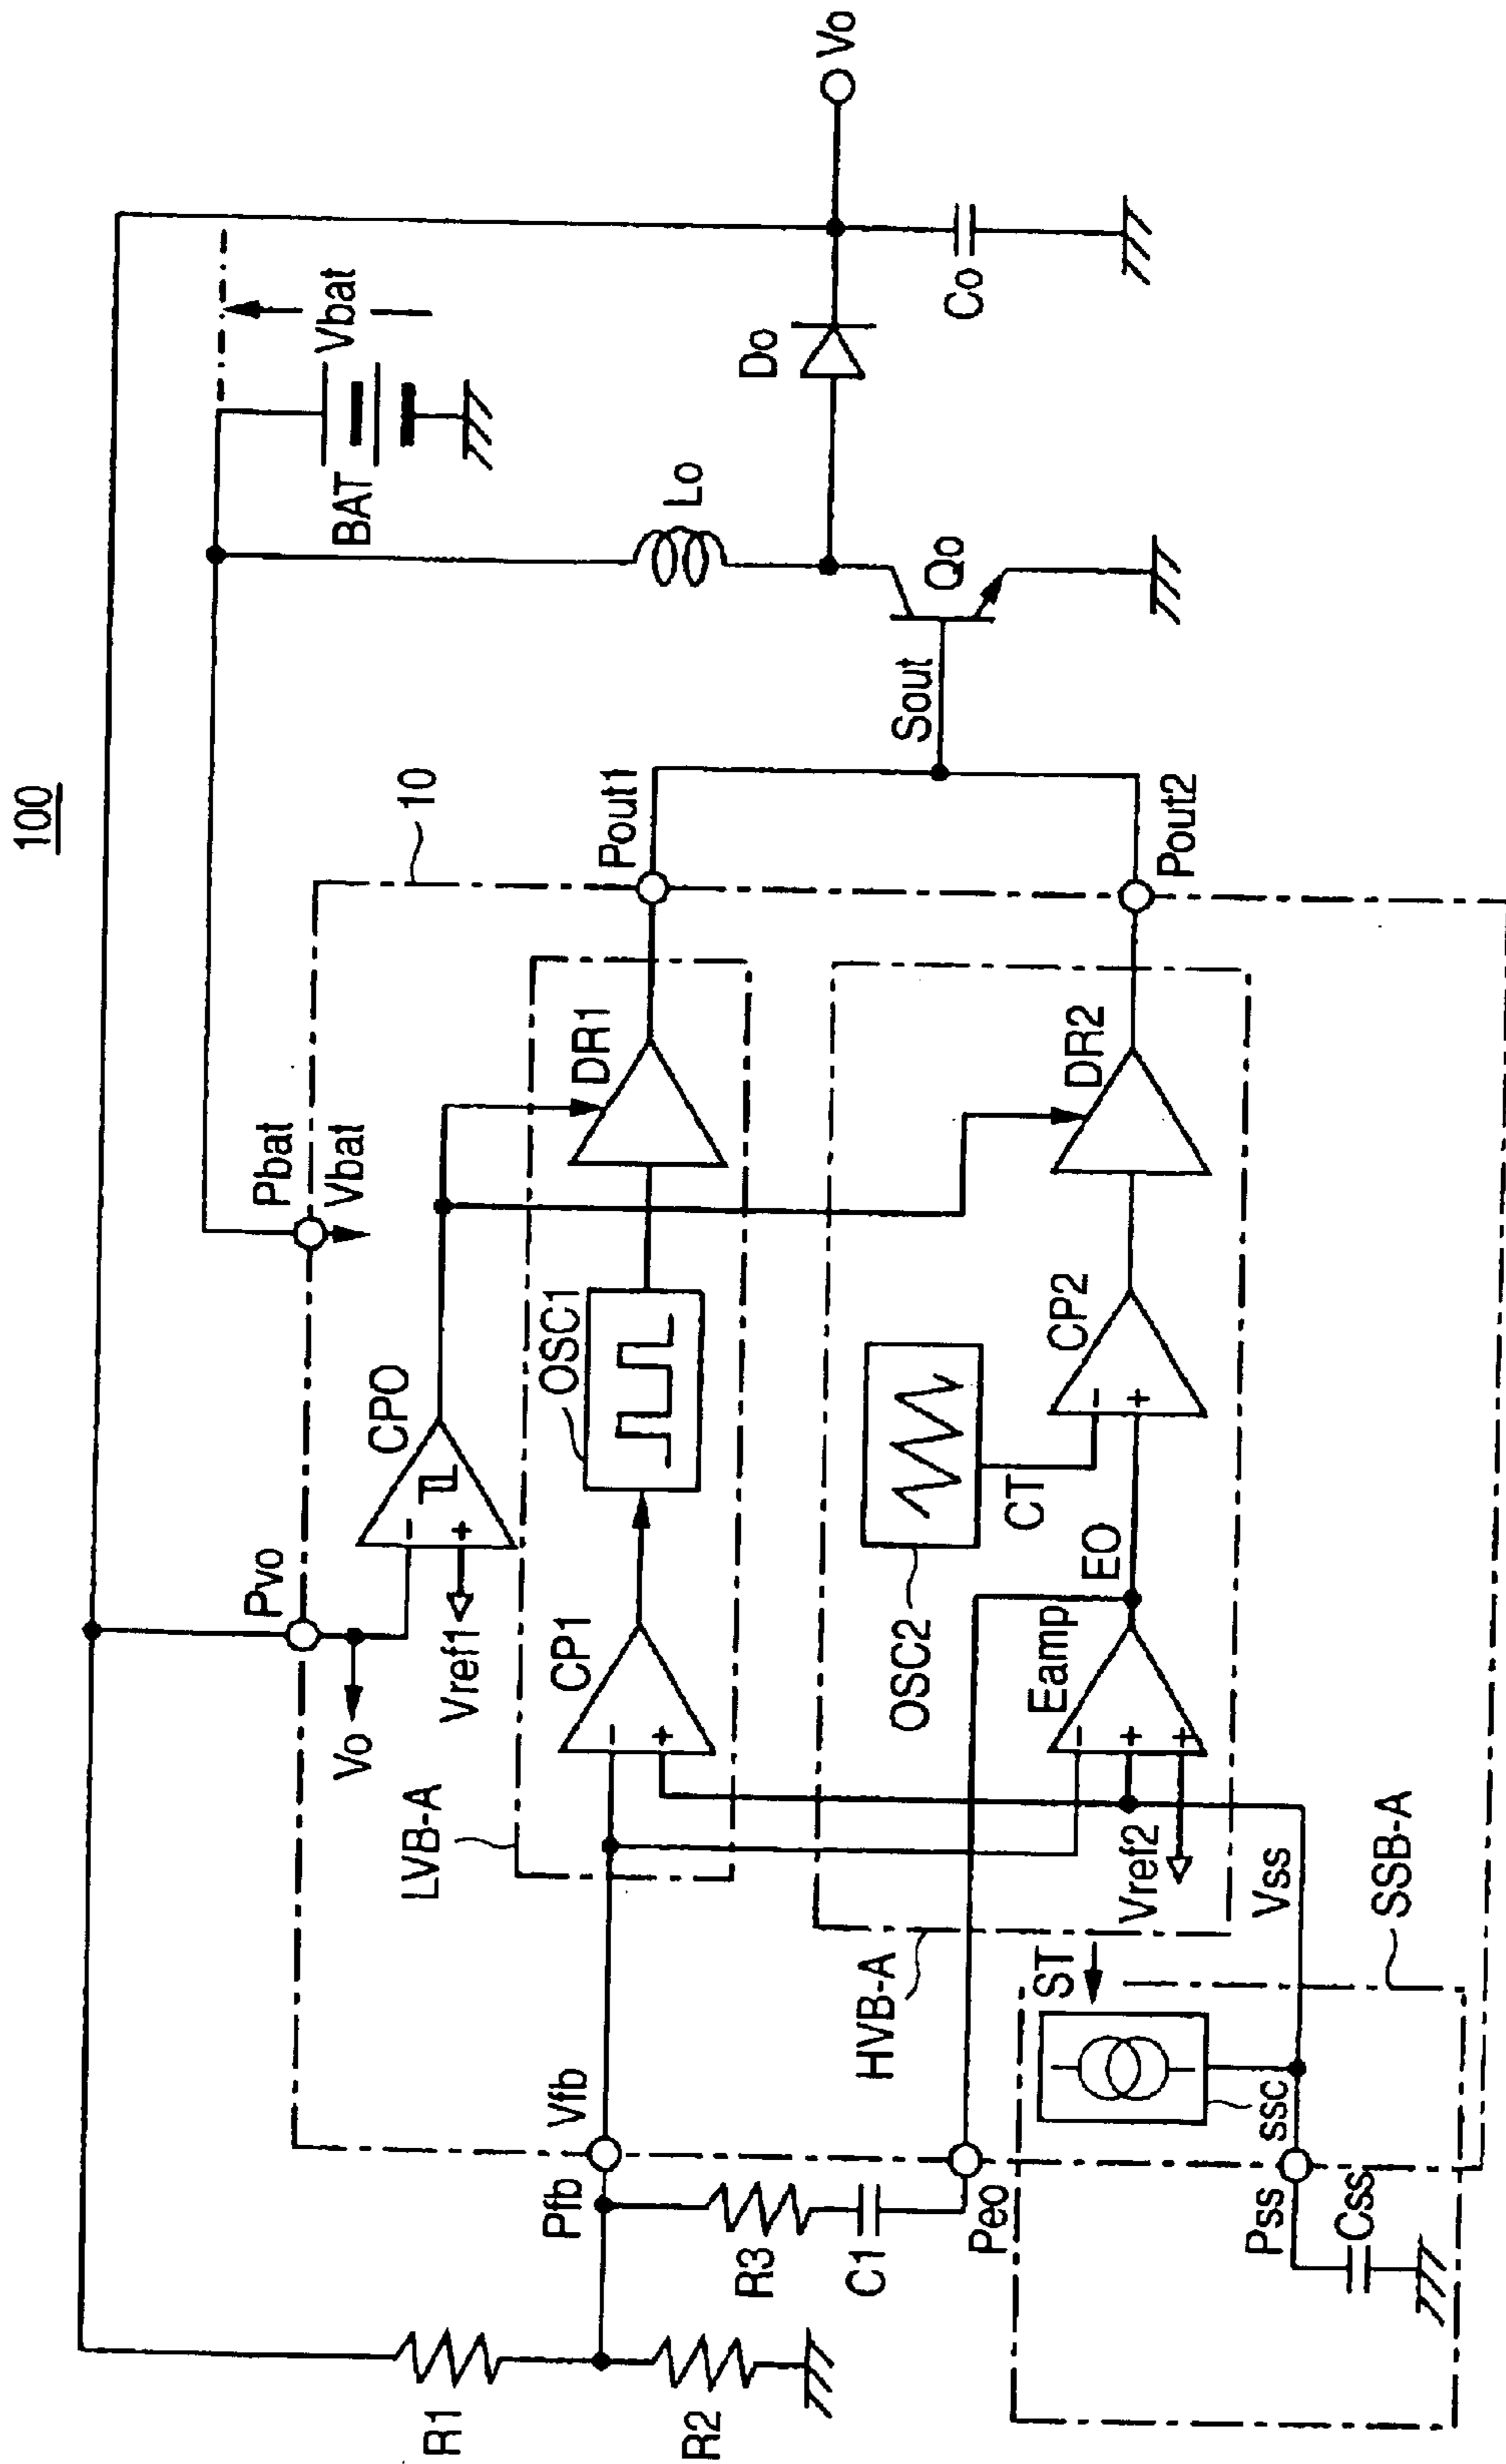 100
Vo
Vbat
BAT
Do
Co
Lo
Qo
Sout
10
Pout1
Pout2
Pbat
Vbat
Pvo
Vo
CPO
-
+
Vref1
DR1
OSC1
CP1
-
+
LVB-A
DR2
CP2
-
+
OSC2
CT
EO
Eamp
-
+
+
Vref2
HVB-A
ST
Vss
SSB-A
Vfb
Pfb
R3
C1
Peo
ssc
Pss
Css
R1
R2